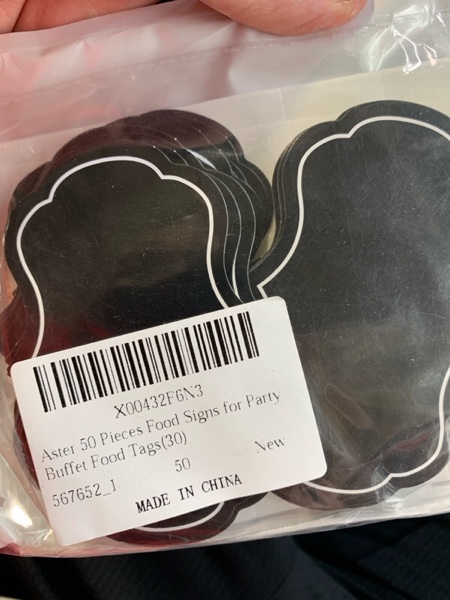 X00432F6N3
Aster 50 Pieces Food Signs for Party
Buffet Food Tags(30)
50 New
567652_1
MADE IN CHINA